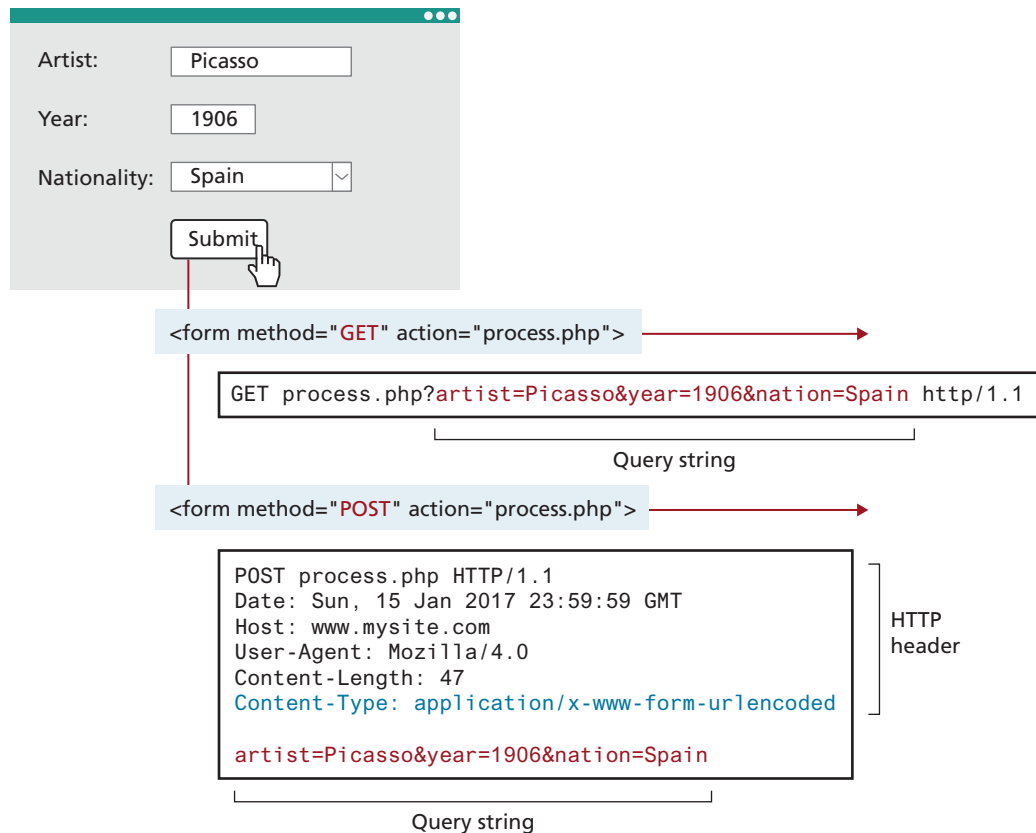 Artist: Picasso
Year: 1906
Nationality: Spain
Submit
<form method="GET" action="process.php">
GET process.php?artist=Picasso&year=1906&nation=Spain http/1.1
Query string
<form method="POST" action="process.php">
POST process.php HTTP/1.1
Date: Sun, 15 Jan 2017 23:59:59 GMT
Host: www.mysite.com
User-Agent: Mozilla/4.0
Content-Length: 47
Content-Type: application/x-www-form-urlencoded
HTTP
header
artist=Picasso&year=1906&nation=Spain
Query string